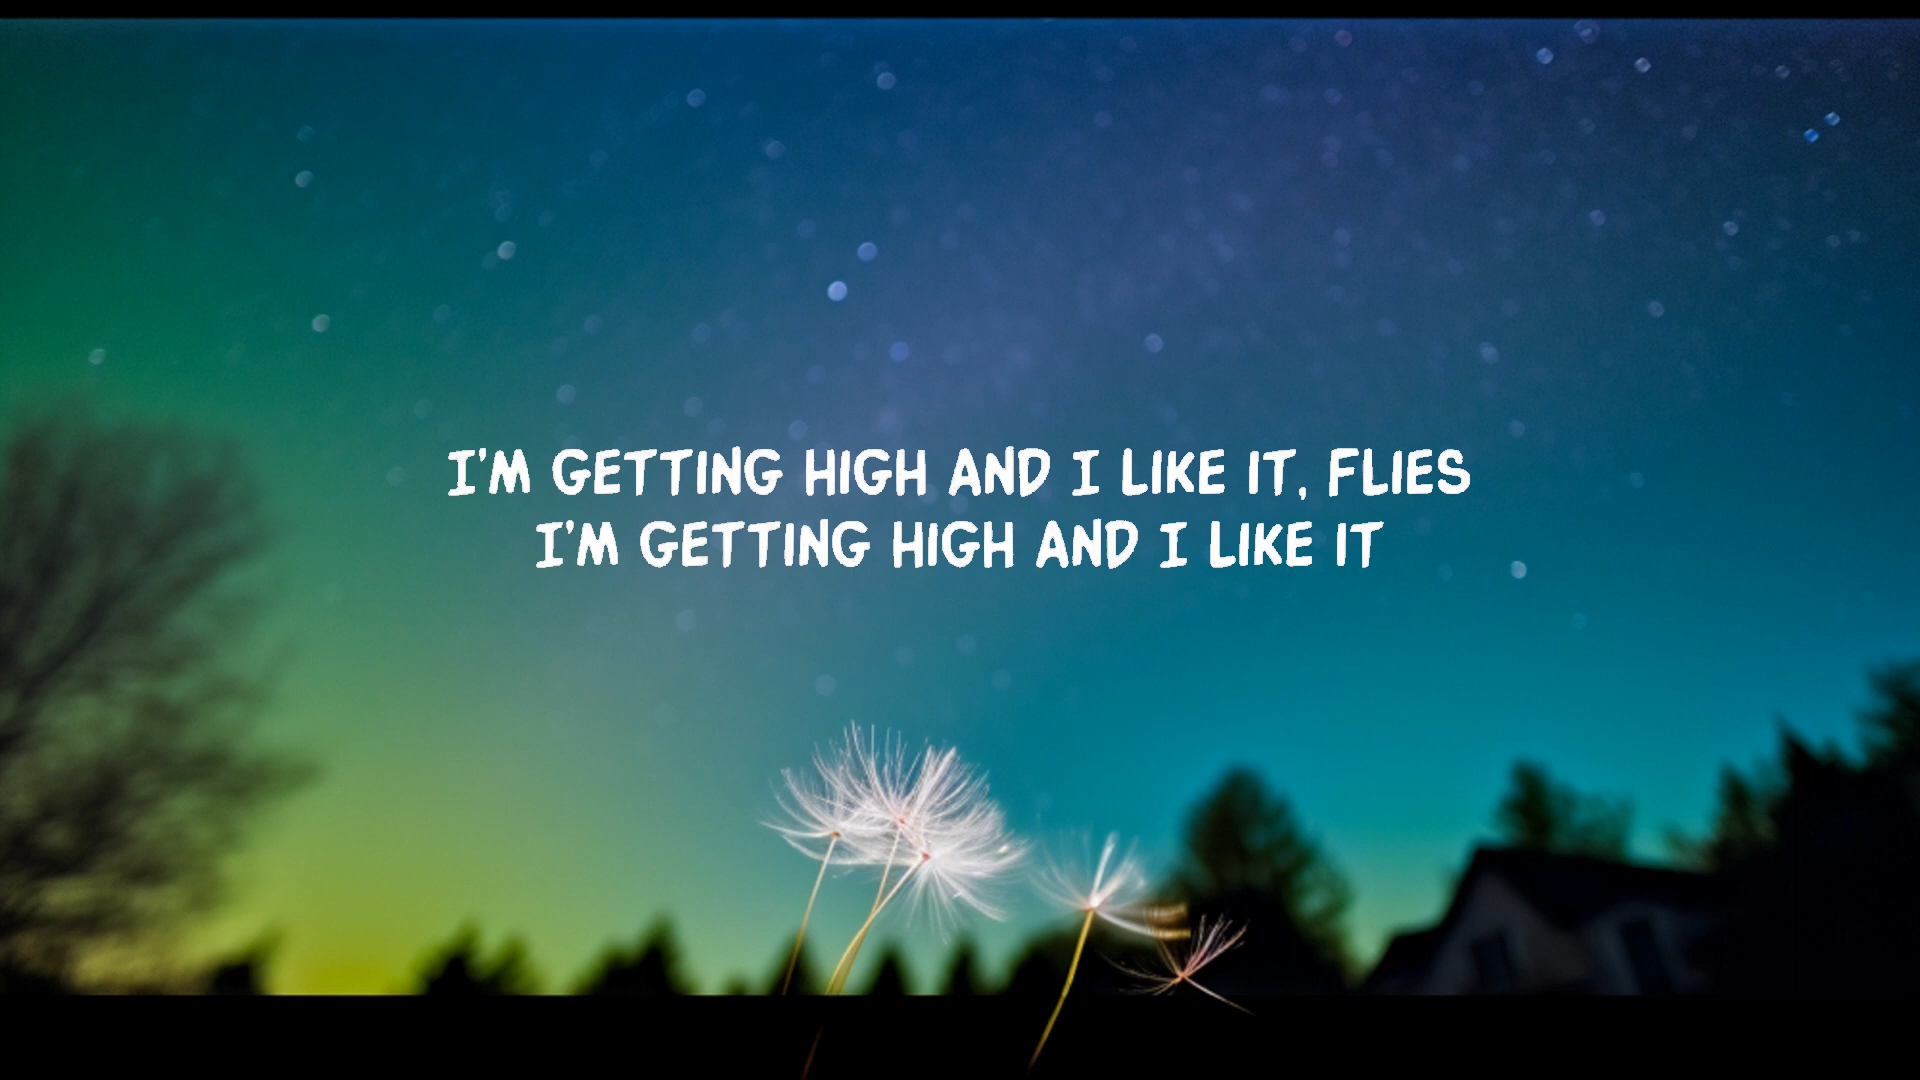 I'M GETTING HIGH AND I LIKE IT, FLIES
I'M GETTING HIGH AND I LIKE IT